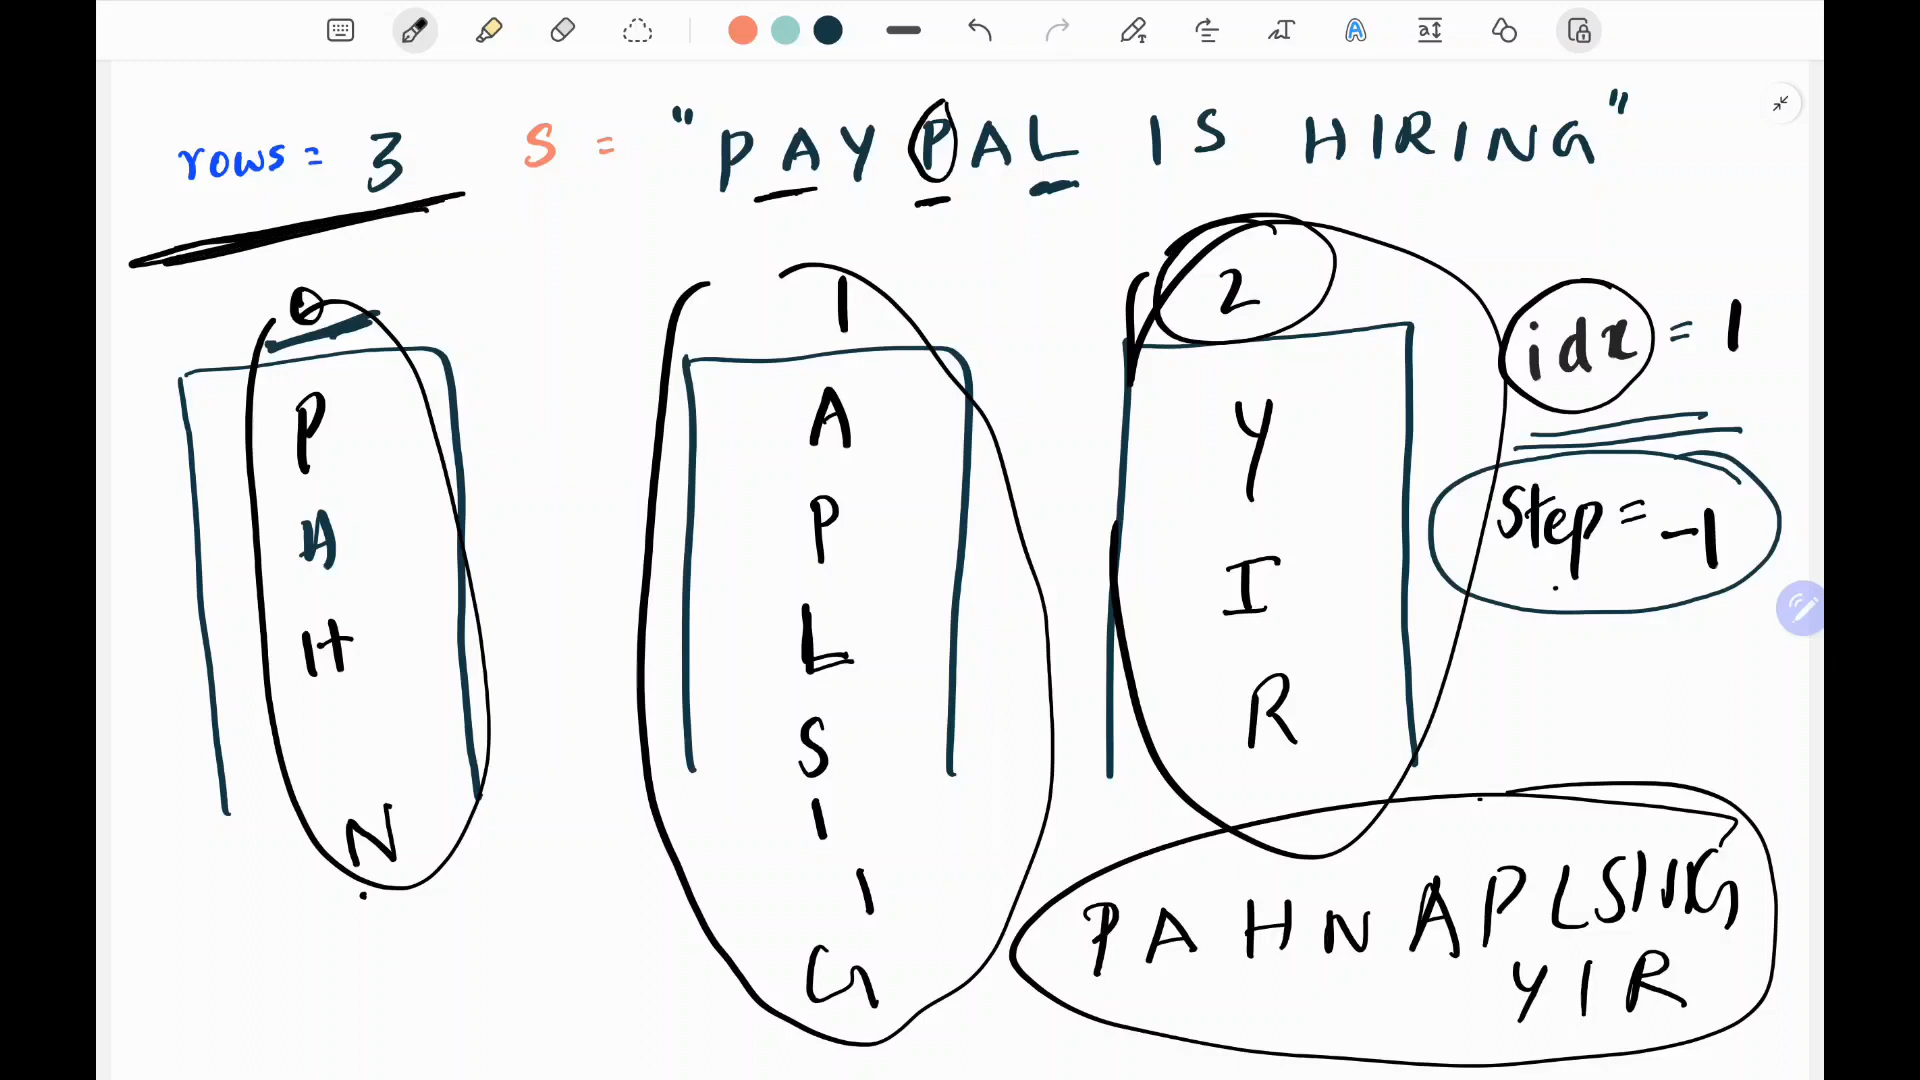 rows = 3 S = "PAYPAL IS HIRING"
0 1 2
idx = 1
step = -1
P A Y
A P I
H L R
N S
I
I
G
PAHNAPLSIIG
YIR